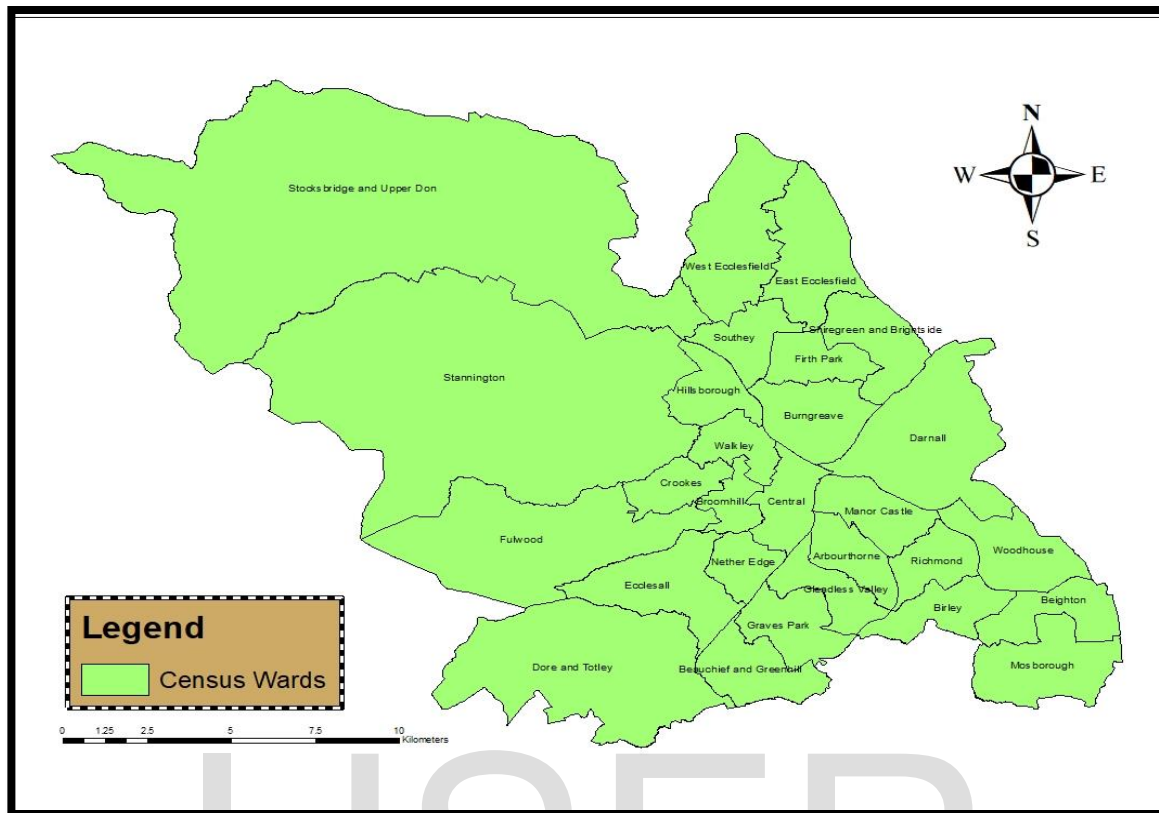 N
W E
S
Stocksbridge and Upper Don
West Ecclesfield
East Ecclesfield
Shiregreen and Brightside
Southey
Firth Park
Stannington
Hillsborough
Burngreave
Darnall
Walkley
Crookes
Broomhill
Central
Manor Castle
Fulwood
Arbourthorne
Woodhouse
Nether Edge
Richmond
Ecclesall
Gleadless Valley
Beighton
Birley
Graves Park
Dore and Totley
Beauchief and Greenhill
Mosborough
Legend
Census Wards
0 1.25 2.5 5 7.5 10
Kilometers